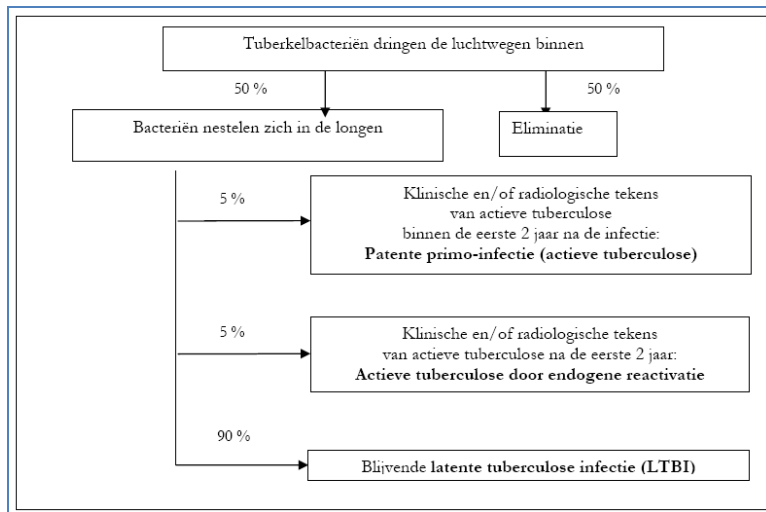 Tuberkelbacteriën dringen de luchtwegen binnen
50 %
50 %
Bacteriën nestelen zich in de longen
Eliminatie
5 %
Klinische en/of radiologische tekens
van actieve tuberculose
binnen de eerste 2 jaar na de infectie:
Patente primo-infectie (actieve tuberculose)
5 %
Klinische en/of radiologische tekens
van actieve tuberculose na de eerste 2 jaar:
Actieve tuberculose door endogene reactivatie
90 %
Blijvende latente tuberculose infectie (LTBI)